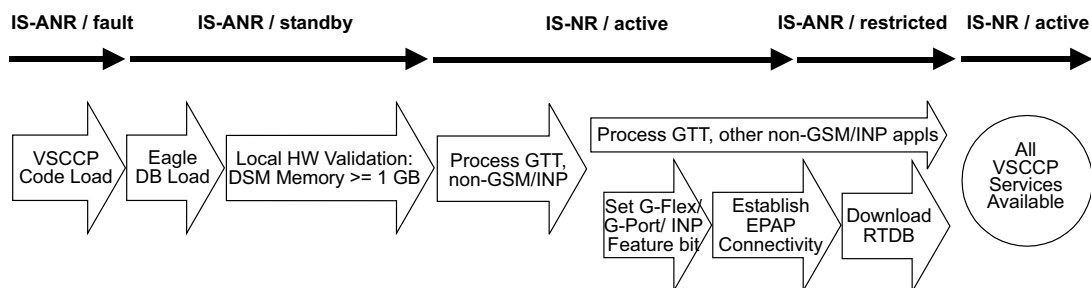 IS-ANR / fault
IS-ANR / standby
IS-NR / active
IS-ANR / restricted
IS-NR / active
VSCCP
Code Load
Eagle
DB Load
Local HW Validation:
DSM Memory >= 1 GB
Process GTT,
non-GSM/INP
Process GTT, other non-GSM/INP appls
Set G-Flex/
G-Port/ INP
Feature bit
Establish
EPAP
Connectivity
Download
RTDB
All
VSCCP
Services
Available